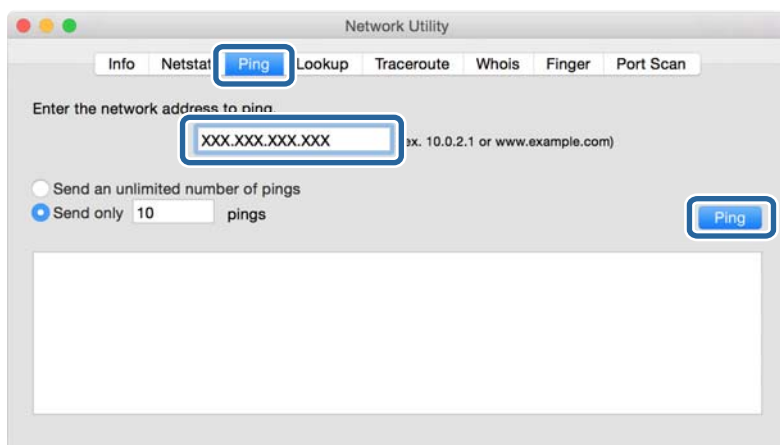 Network Utility
Info Netstat Ping Lookup Traceroute Whois Finger Port Scan
Enter the network address to ping.
XXX.XXX.XXX.XXX ex. 10.0.2.1 or www.example.com)
Send an unlimited number of pings
Send only 10 pings
Ping